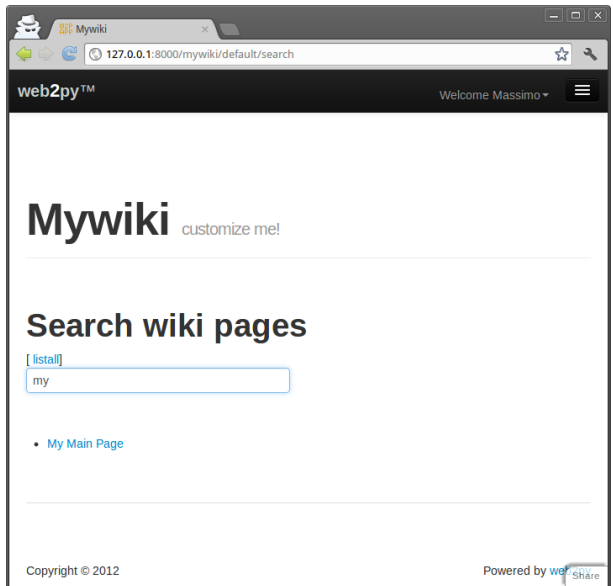 Mywiki
127.0.0.1:8000/mywiki/default/search
web2py™ Welcome Massimo
Mywiki customize me!
Search wiki pages
[ listall]
my
• My Main Page
Copyright © 2012 Powered by web2py
Share